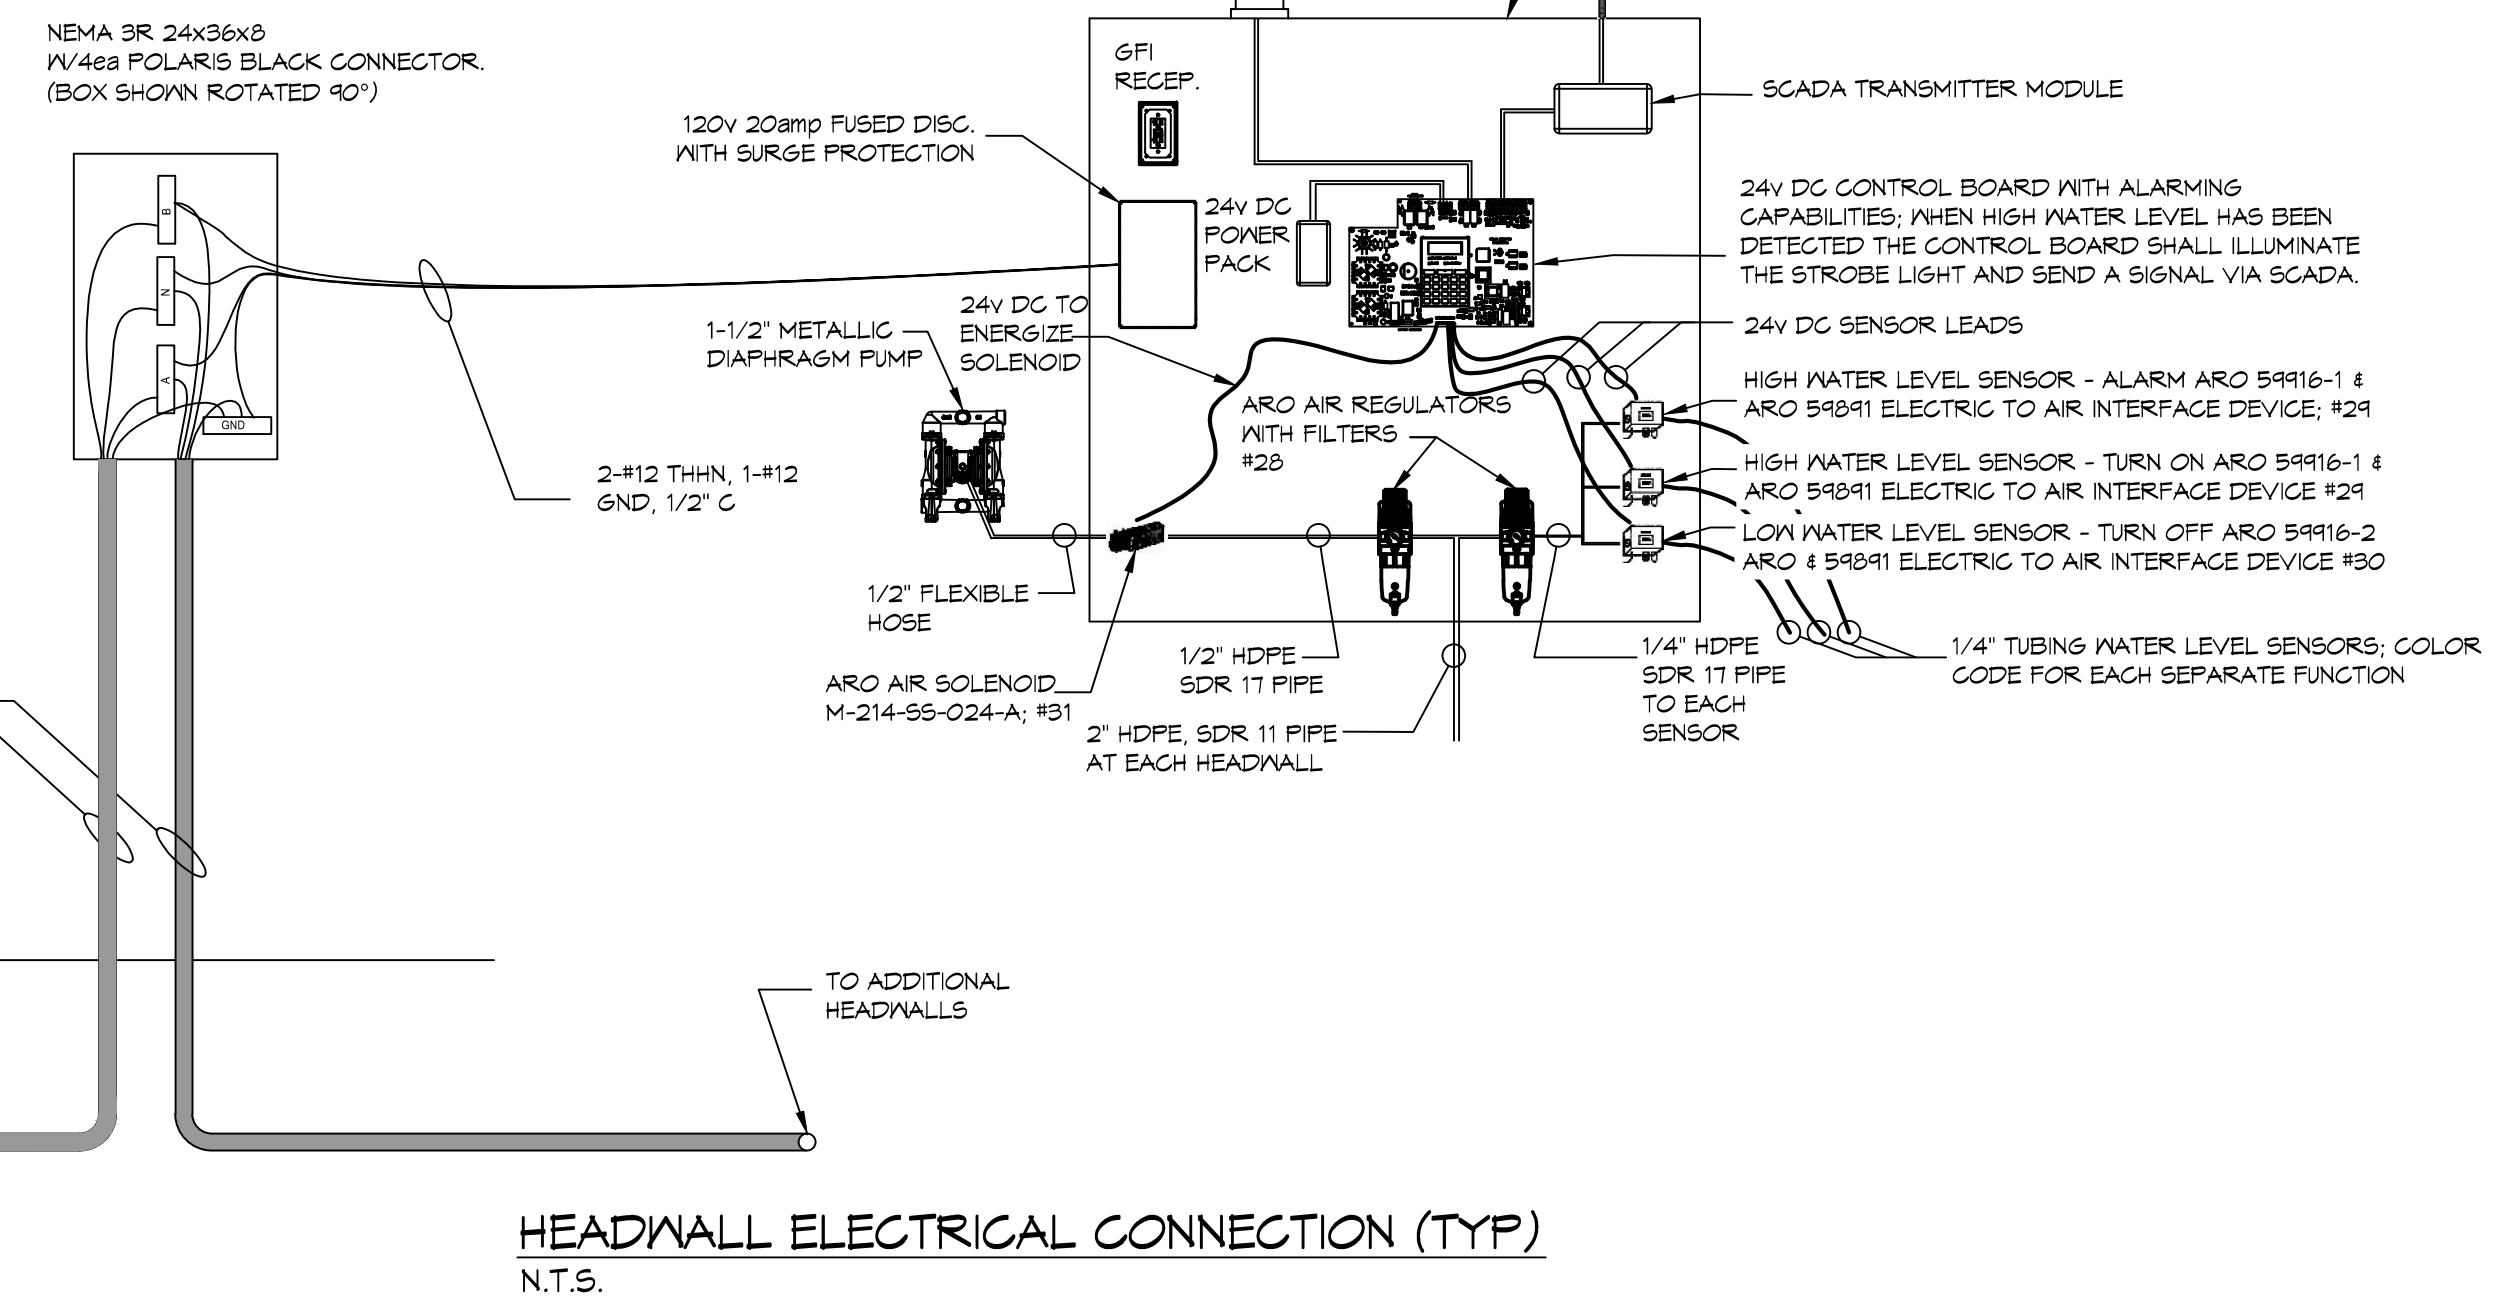 NEMA 3R 24x36x8
W/4ea POLARIS BLACK CONNECTOR.
(BOX SHOWN ROTATED 90°)
B
N
A
GND
2-#12 THHN, 1-#12
GND, 1/2" C
120v 20amp FUSED DISC.
WITH SURGE PROTECTION
GFI
RECEP.
24v DC
POWER
PACK
1-1/2" METALLIC
DIAPHRAGM PUMP
24v DC TO
ENERGIZE
SOLENOID
ARO AIR REGULATORS
WITH FILTERS
#28
SCADA TRANSMITTER MODULE
24v DC CONTROL BOARD WITH ALARMING
CAPABILITIES; WHEN HIGH WATER LEVEL HAS BEEN
DETECTED THE CONTROL BOARD SHALL ILLUMINATE
THE STROBE LIGHT AND SEND A SIGNAL VIA SCADA.
24v DC SENSOR LEADS
HIGH WATER LEVEL SENSOR - ALARM ARO 59916-1 &
ARO 59891 ELECTRIC TO AIR INTERFACE DEVICE; #29
HIGH WATER LEVEL SENSOR - TURN ON ARO 59916-1 &
ARO 59891 ELECTRIC TO AIR INTERFACE DEVICE #29
LOW WATER LEVEL SENSOR - TURN OFF ARO 59916-2
ARO & 59891 ELECTRIC TO AIR INTERFACE DEVICE #30
1/2" FLEXIBLE
HOSE
ARO AIR SOLENOID
M-214-SS-024-A; #31
1/2" HDPE
SDR 17 PIPE
2" HDPE, SDR 11 PIPE
AT EACH HEADWALL
1/4" HDPE
SDR 17 PIPE
TO EACH
SENSOR
1/4" TUBING WATER LEVEL SENSORS; COLOR
CODE FOR EACH SEPARATE FUNCTION
TO ADDITIONAL
HEADWALLS
HEADWALL ELECTRICAL CONNECTION (TYP)
N.T.S.